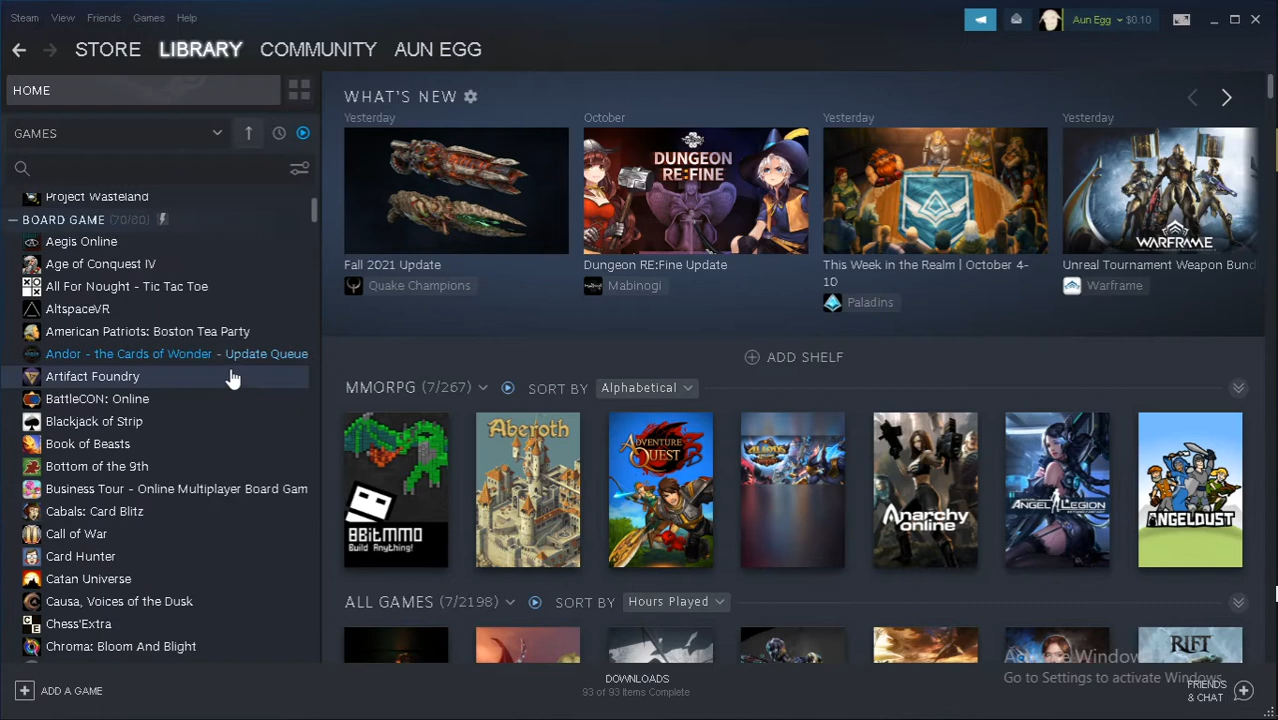 Steam View Friends Games Help
Aun Egg $0.10
STORE LIBRARY COMMUNITY AUN EGG
HOME
GAMES
Project Wasteland
BOARD GAME (70/80)
Aegis Online
Age of Conquest IV
All For Nought - Tic Tac Toe
AltspaceVR
American Patriots: Boston Tea Party
Andor - the Cards of Wonder - Update Queue
Artifact Foundry
BattleCON: Online
Blackjack of Strip
Book of Beasts
Bottom of the 9th
Business Tour - Online Multiplayer Board Gam
Cabals: Card Blitz
Call of War
Card Hunter
Catan Universe
Causa, Voices of the Dusk
Chess'Extra
Chroma: Bloom And Blight
ADD A GAME
WHAT'S NEW
Yesterday
Fall 2021 Update
Quake Champions
October
DUNGEON
RE:FINE
Dungeon RE:Fine Update
Mabinogi
Yesterday
This Week in the Realm | October 4-
10
Paladins
Yesterday
WARFRAME
Unreal Tournament Weapon Bund
Warframe
ADD SHELF
MMORPG (7/267) SORT BY Alphabetical
8BITMMO
Build Anything!
Aberoth
ADVENTURE
QUEST
Anarchy
online
ANGEL LEGION
ANGELDUST
ALL GAMES (7/2198) SORT BY Hours Played
RIFT
Activate Windows
Go to Settings to activate Windows.
DOWNLOADS
93 of 93 Items Complete
FRIENDS
& CHAT